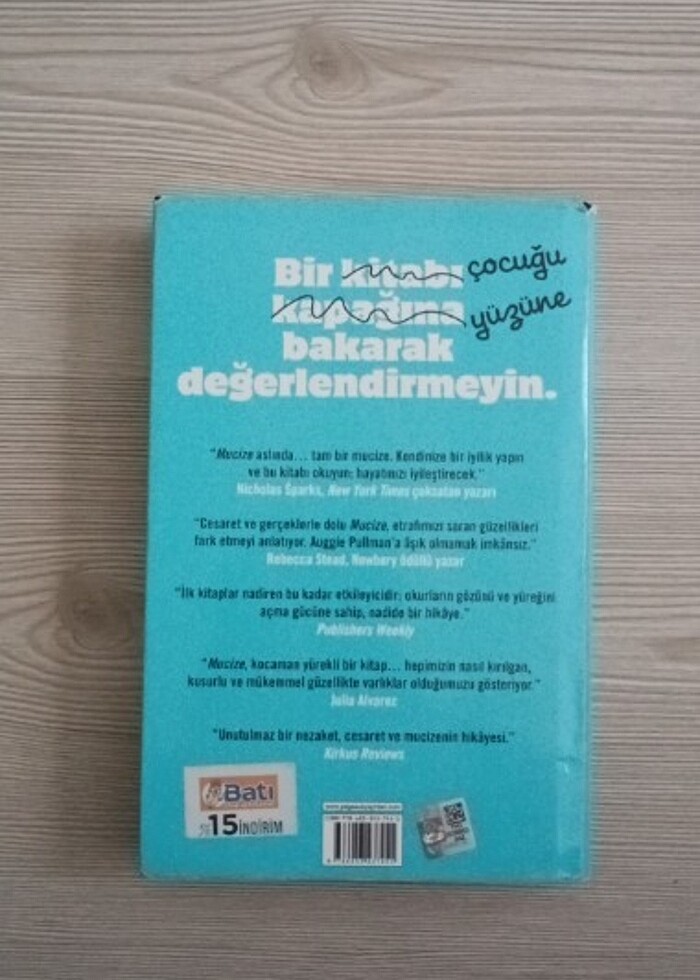 Bir kitabı çocuğu
kapağına yüzüne
bakarak
değerlendirmeyin.
"Mucize aslında... tam bir mucize. Kendinize bir iyilik yapın
ve bu kitabı okuyun; hayatınızı iyileştirecek."
Nicholas Sparks, New York Times çoksatan yazarı
"Cesaret ve gerçeklerle dolu Mucize, etrafımızı saran güzellikleri
fark etmeyi anlatıyor. Auggie Pullman'a âşık olmamak imkânsız."
Rebecca Stead, Newbery ödüllü yazar
"İlk kitaplar nadiren bu kadar etkileyicidir; okurların gözünü ve yüreğini
açma gücüne sahip, nadide bir hikâye."
Publishers Weekly
"Mucize, kocaman yürekli bir kitap... hepimizin nasıl kırılgan,
kusurlu ve mükemmel güzellikte varlıklar olduğumuzu gösteriyor."
Julia Alvarez
"Unutulmaz bir nezaket, cesaret ve mucizenin hikâyesi."
Kirkus Reviews
Batı
%15 İNDİRİM
www.pegasusyayinlari.com